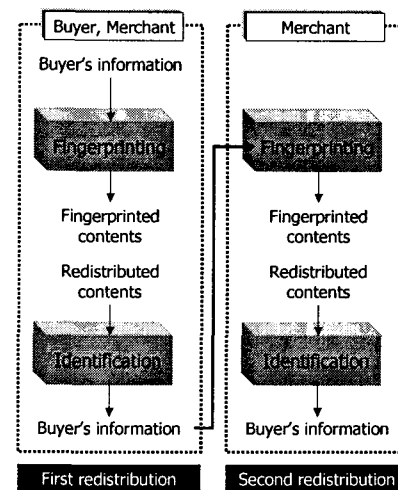 Buyer, Merchant
Buyer's information
Fingerprinting
Fingerprinted
contents
Redistributed
contents
Identification
Buyer's information
First redistribution
Merchant
Fingerprinting
Fingerprinted
contents
Redistributed
contents
Identification
Buyer's information
Second redistribution